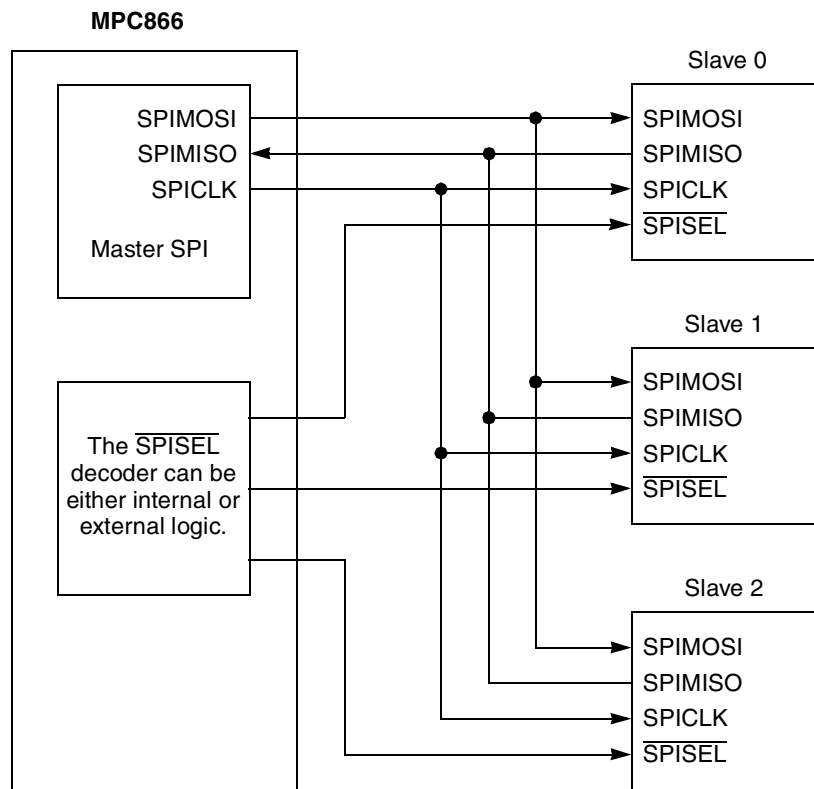 MPC866
SPIMOSI
SPIMISO
SPICLK
Master SPI
The SPISEL
decoder can be
either internal or
external logic.
Slave 0
SPIMOSI
SPIMISO
SPICLK
SPISEL
Slave 1
SPIMOSI
SPIMISO
SPICLK
SPISEL
Slave 2
SPIMOSI
SPIMISO
SPICLK
SPISEL